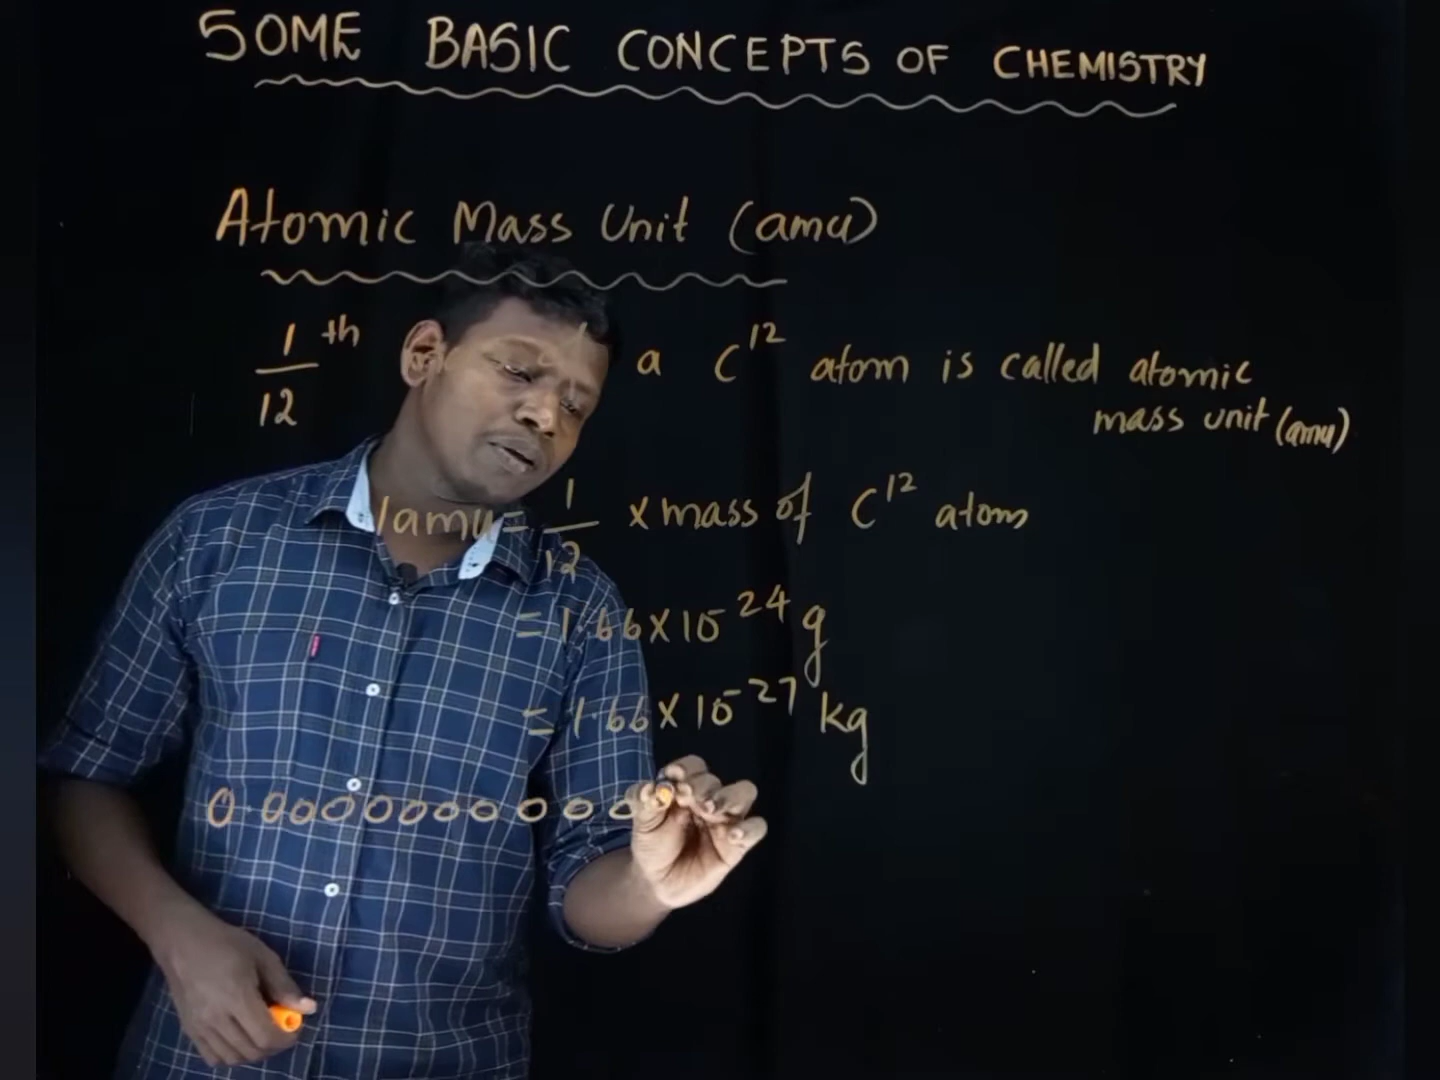 SOME BASIC CONCEPTS OF CHEMISTRY
Atomic Mass Unit (amu)
1/12 th a C¹² atom is called atomic
mass unit (amu)
1amu = 1/12 × mass of C¹² atom
= 1.66 × 10⁻²⁴ g
= 1.66 × 10⁻²⁷ kg
0.00000000000